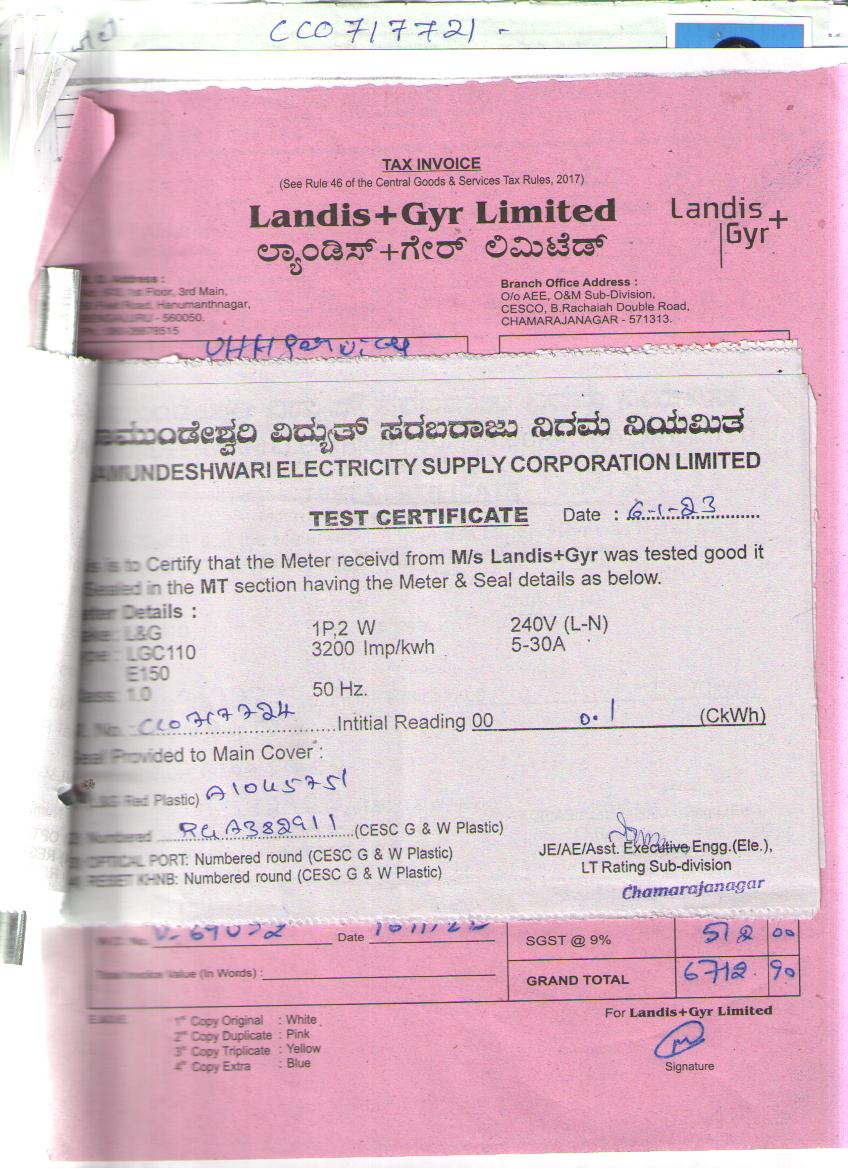 CC0717721 -
TAX INVOICE
(See Rule 46 of the Central Goods & Services Tax Rules, 2017)
Landis+Gyr Limited
Landis+Gyr
ಲ್ಯಾಂಡಿಸ್+ಗೇರ್ ಲಿಮಿಟೆಡ್
Address :
1st Floor, 3rd Main,
Road, Hanumanthnagar,
- 560050.
Branch Office Address :
O/o AEE, O&M Sub-Division,
CESCO, B.Rachaiah Double Road,
CHAMARAJANAGAR - 571313.
ಾಮುಂಡೇಶ್ವರಿ ವಿದ್ಯುತ್ ಸರಬರಾಜು ನಿಗಮ ನಿಯಮಿತ
AMUNDESHWARI ELECTRICITY SUPPLY CORPORATION LIMITED
TEST CERTIFICATE Date : 6-1-23
is to Certify that the Meter receivd from M/s Landis+Gyr was tested good it
Sealed in the MT section having the Meter & Seal details as below.
Details :
L&G 1P,2 W 240V (L-N)
: LGC110 3200 Imp/kwh 5-30A
E150
: 1.0 50 Hz.
No. : CC0717724 Intitial Reading 00 0.1 (CkWh)
Provided to Main Cover :
L&G Red Plastic) A1045751
Numbered RGA382911 (CESC G & W Plastic)
OPTICAL PORT: Numbered round (CESC G & W Plastic)
RESET KHNB: Numbered round (CESC G & W Plastic)
JE/AE/Asst. Executive Engg.(Ele.),
LT Rating Sub-division
Chamarajanagar
Date
SGST @ 9% 512 00
Total Invoice Value (In Words) :
GRAND TOTAL 6712 90
For Landis+Gyr Limited
E.&O.E
1st Copy Original : White
2nd Copy Duplicate : Pink
3rd Copy Triplicate : Yellow
4th Copy Extra : Blue
Signature